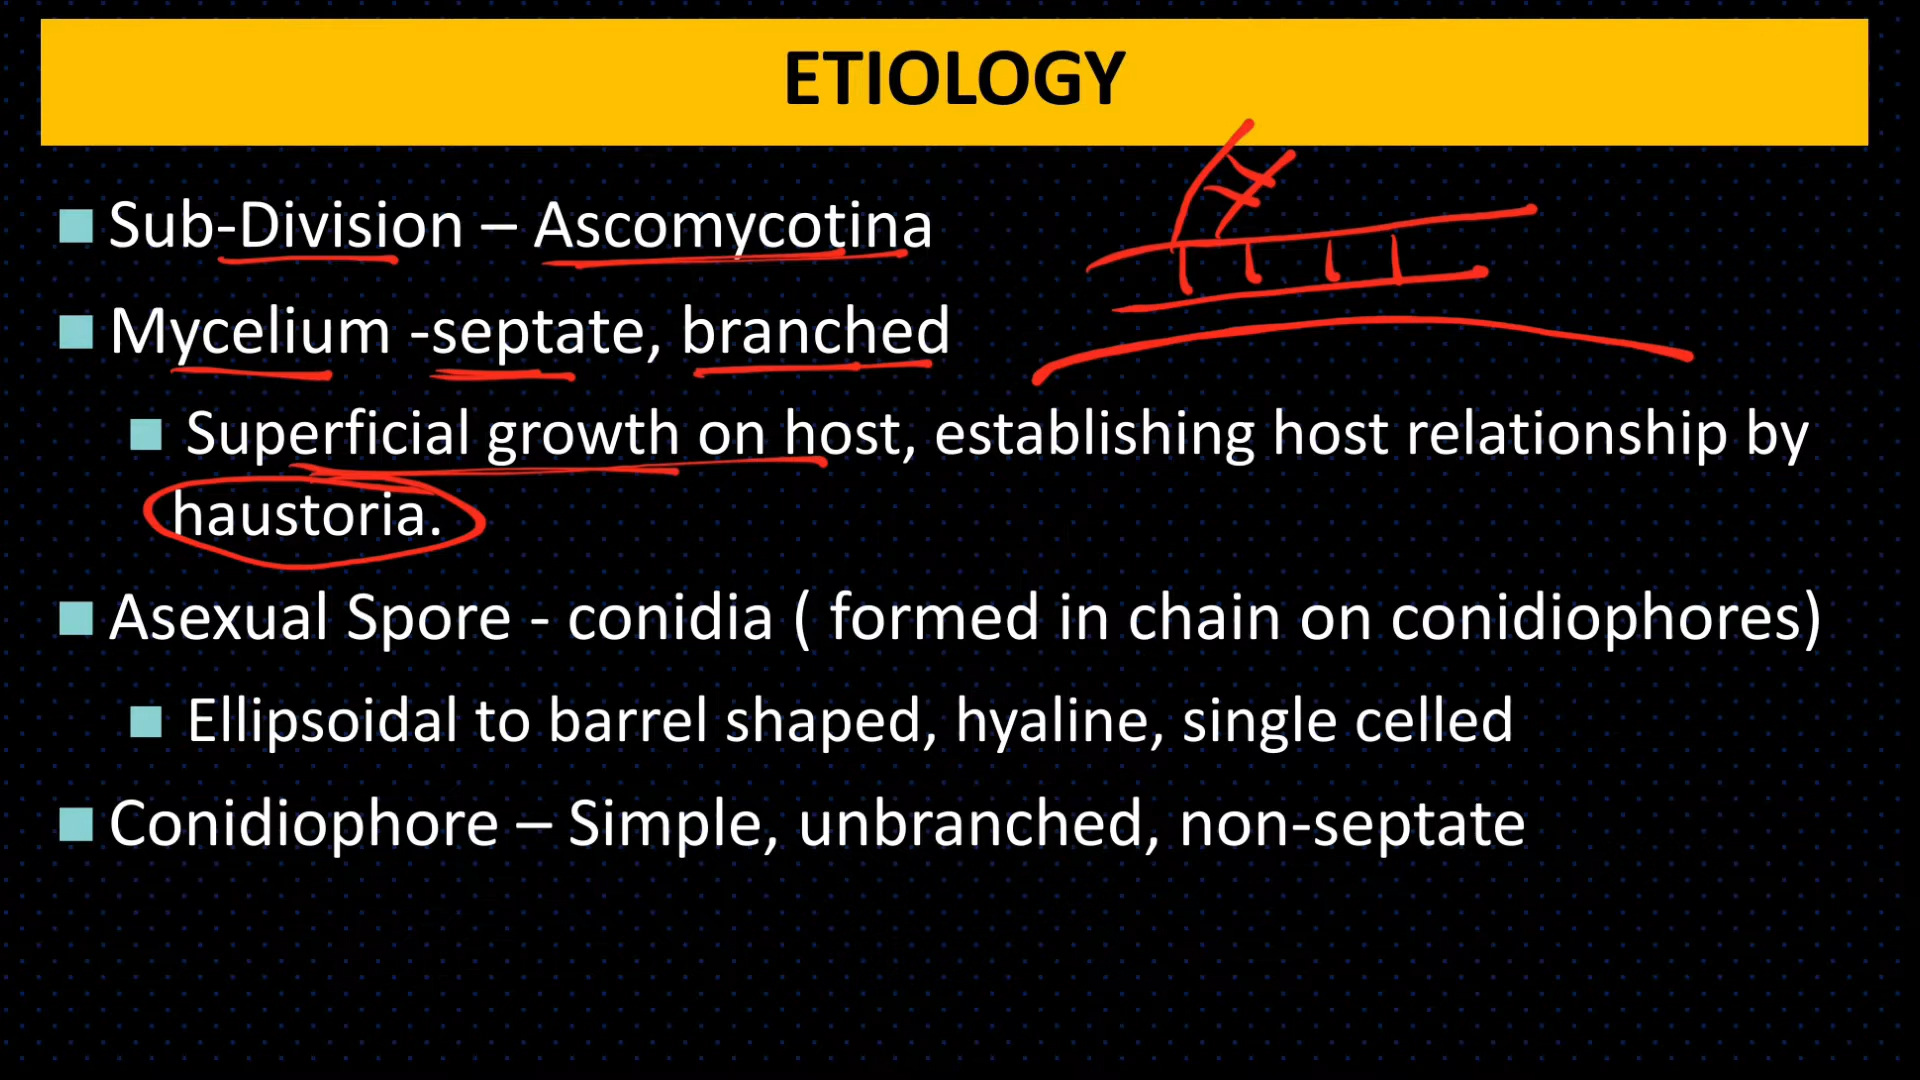 ETIOLOGY
Sub-Division – Ascomycotina
Mycelium -septate, branched
Superficial growth on host, establishing host relationship by
haustoria.
Asexual Spore - conidia ( formed in chain on conidiophores)
Ellipsoidal to barrel shaped, hyaline, single celled
Conidiophore – Simple, unbranched, non-septate